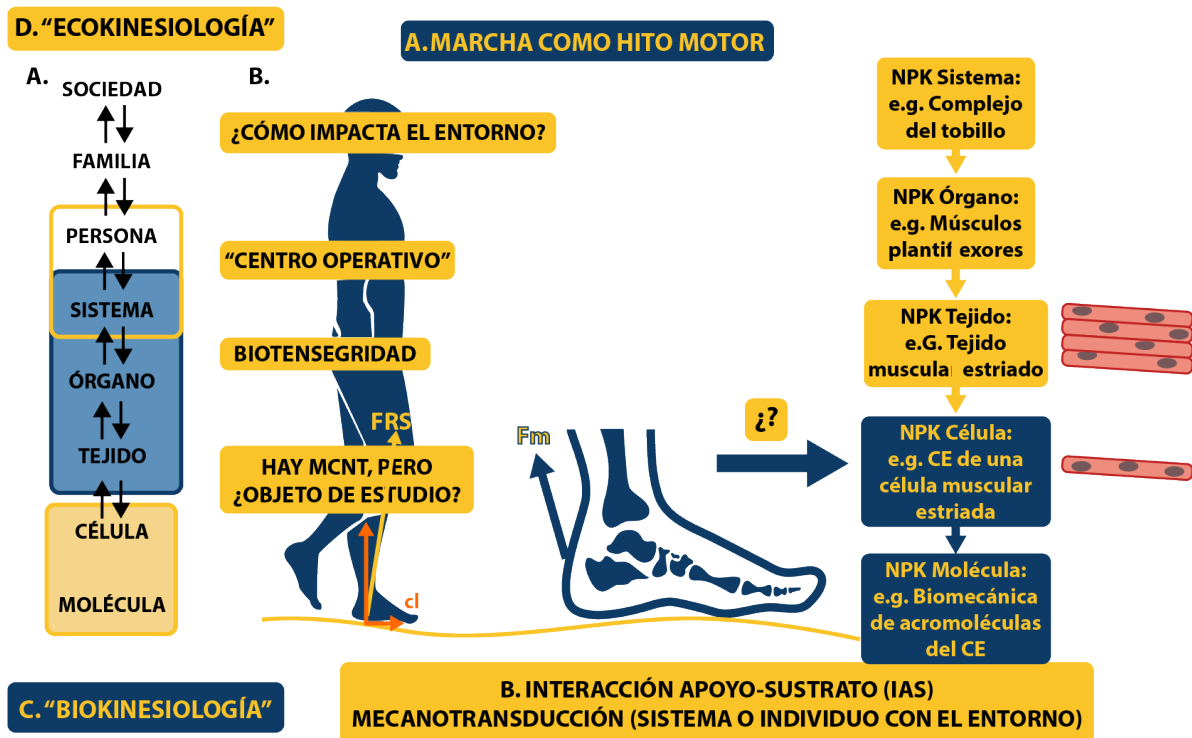 D. “ECOKINESIOLOGÍA”
A. MARCHA COMO HITO MOTOR
A.
SOCIEDAD
FAMILIA
PERSONA
SISTEMA
ÓRGANO
TEJIDO
CÉLULA
MOLÉCULA
B.
¿CÓMO IMPACTA EL ENTORNO?
“CENTRO OPERATIVO”
BIOTENSEGRIDAD
FRS
HAY MCNT, PERO
¿OBJETO DE ESTUDIO?
cl
Fm
¿?
NPK Sistema:
e.g. Complejo
del tobillo
NPK Órgano:
e.g. Músculos
plantif exores
NPK Tejido:
e.G. Tejido
muscular estriado
NPK Célula:
e.g. CE de una
célula muscular
estriada
NPK Molécula:
e.g. Biomecánica
de acromoléculas
del CE
C. “BIOKINESIOLOGÍA”
B. INTERACCIÓN APOYO-SUSTRATO (IAS)
MECANOTRANSDUCCIÓN (SISTEMA O INDIVIDUO CON EL ENTORNO)